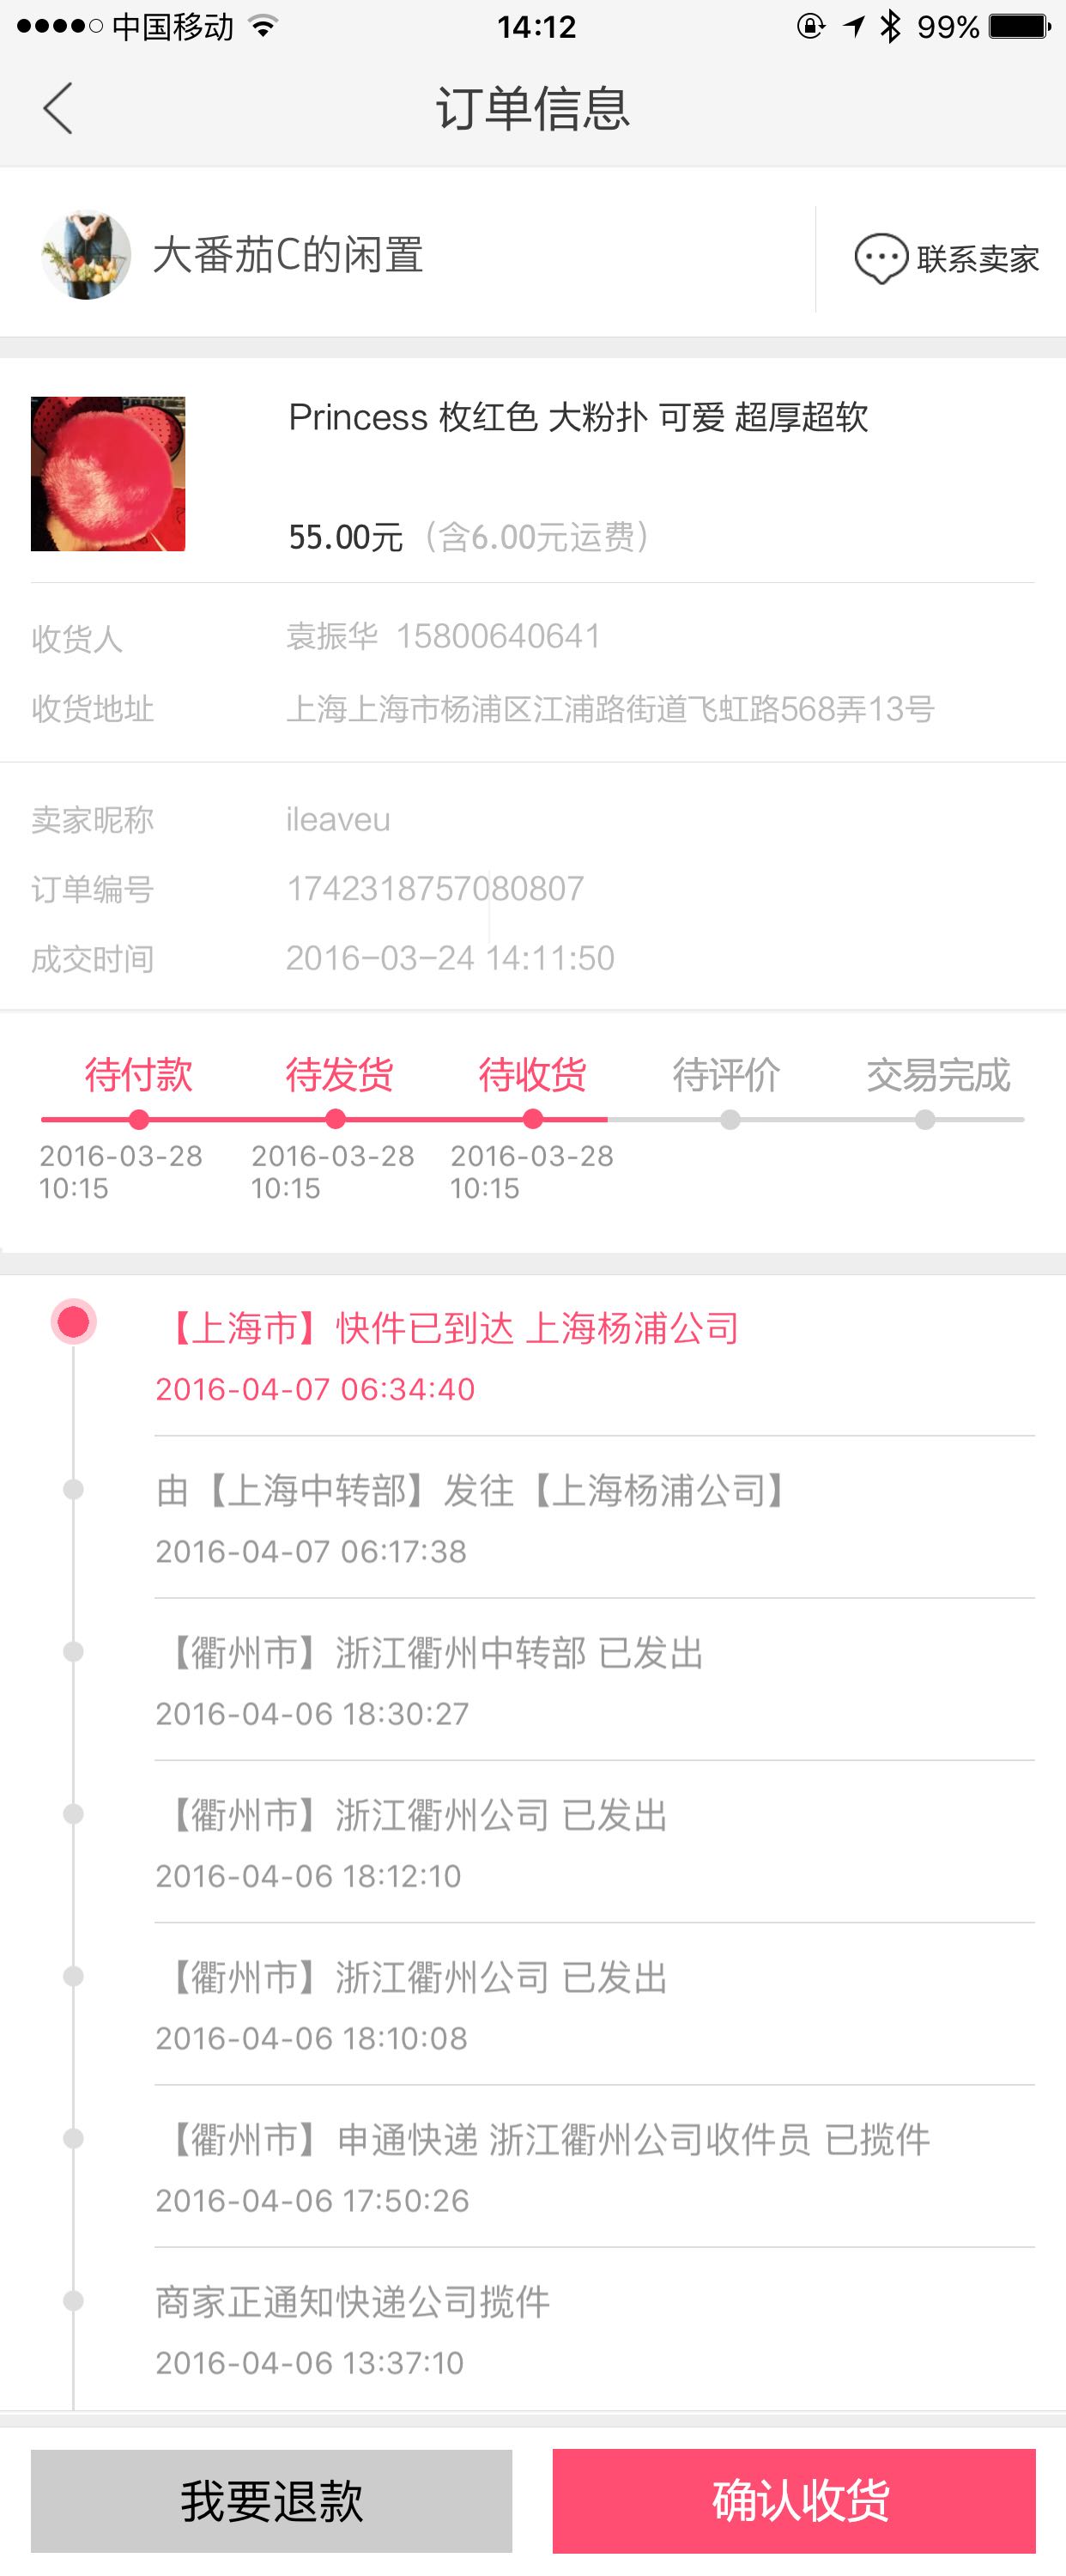 中国移动 14:12 99%
订单信息
大番茄C的闲置 联系卖家
Princess 枚红色 大粉扑 可爱 超厚超软
55.00元（含6.00元运费）
收货人 袁振华 15800640641
收货地址 上海上海市杨浦区江浦路街道飞虹路568弄13号
卖家昵称 ileaveu
订单编号 1742318757080807
成交时间 2016-03-24 14:11:50
待付款 待发货 待收货 待评价 交易完成
2016-03-28 2016-03-28 2016-03-28
10:15 10:15 10:15
【上海市】快件已到达 上海杨浦公司
2016-04-07 06:34:40
由【上海中转部】发往【上海杨浦公司】
2016-04-07 06:17:38
【衢州市】浙江衢州中转部 已发出
2016-04-06 18:30:27
【衢州市】浙江衢州公司 已发出
2016-04-06 18:12:10
【衢州市】浙江衢州公司 已发出
2016-04-06 18:10:08
【衢州市】申通快递 浙江衢州公司收件员 已揽件
2016-04-06 17:50:26
商家正通知快递公司揽件
2016-04-06 13:37:10
我要退款 确认收货